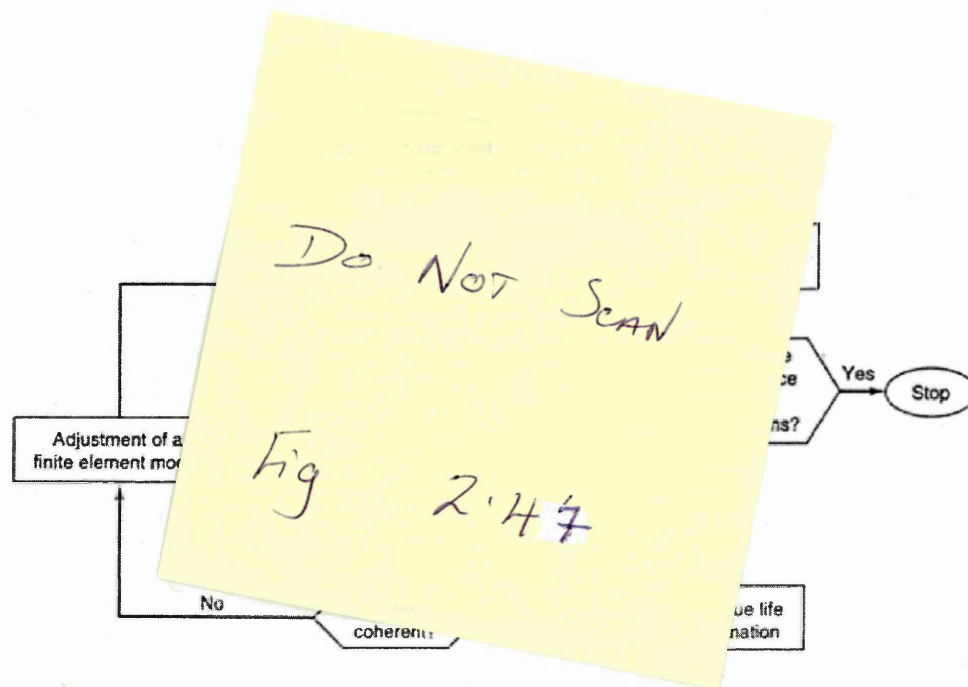 Do NOT SCAN
Fig 2.47
e
ce
ns?
Yes
Stop
Adjustment of a
finite element mod
No
coherent?
ue life
nation